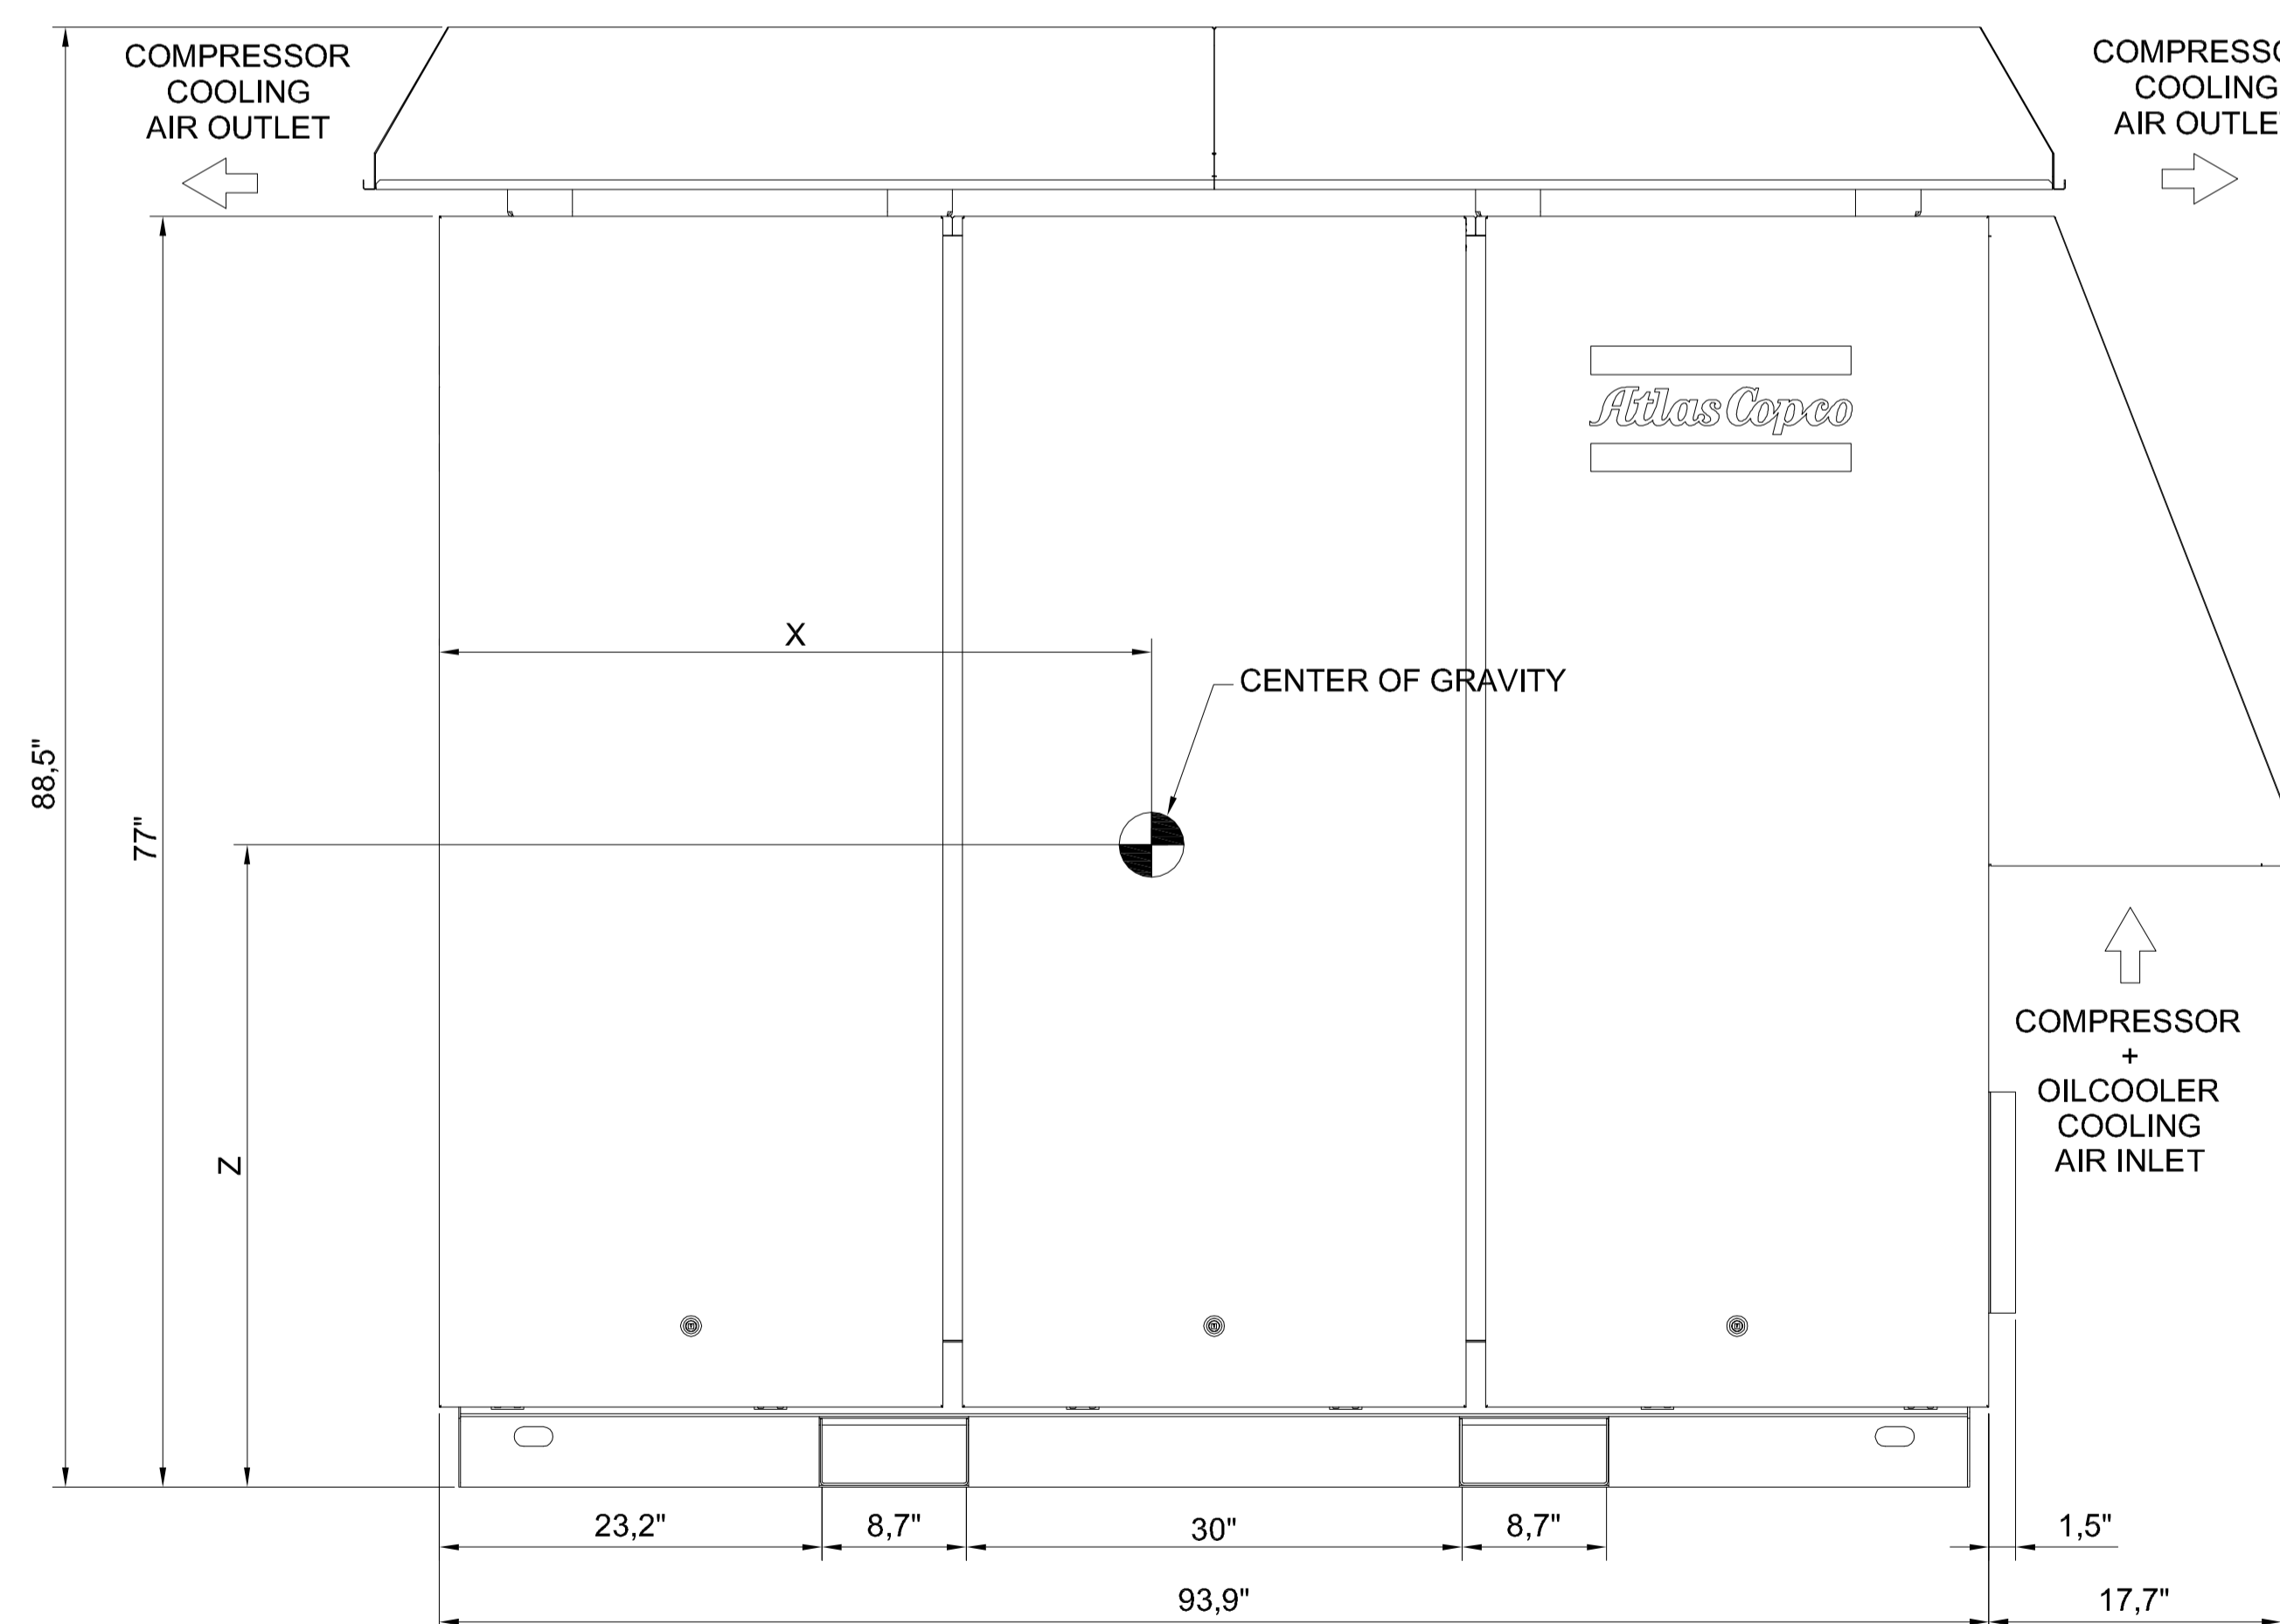 COMPRESSOR
COOLING
AIR OUTLET
COMPRESSO
COOLING
AIR OUTLE
Atlas Copco
X
CENTER OF GRAVITY
88,5"
77"
Z
COMPRESSOR
+
OILCOOLER
COOLING
AIR INLET
23,2"
8,7"
30"
8,7"
1,5"
93,9"
17,7"